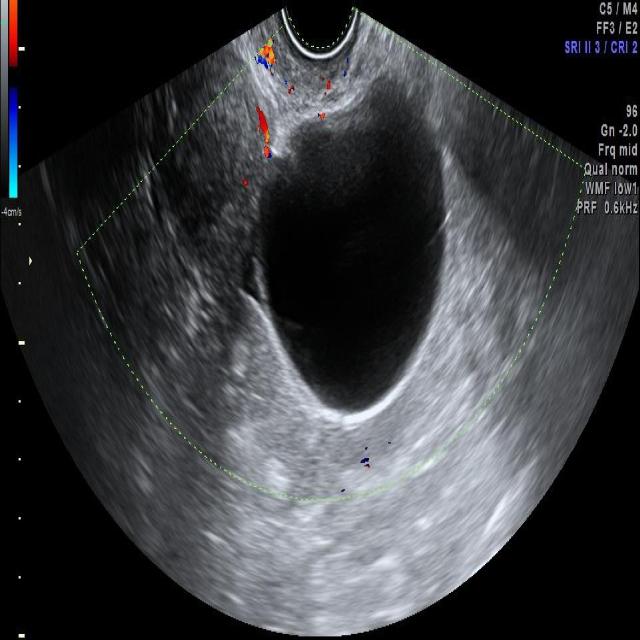 C5 / M4
FF3 / E2
SRI II 3 / CRI 2
96
Gn -2.0
Frq mid
Qual norm
WMF low1
PRF 0.6kHz
-4cm/s